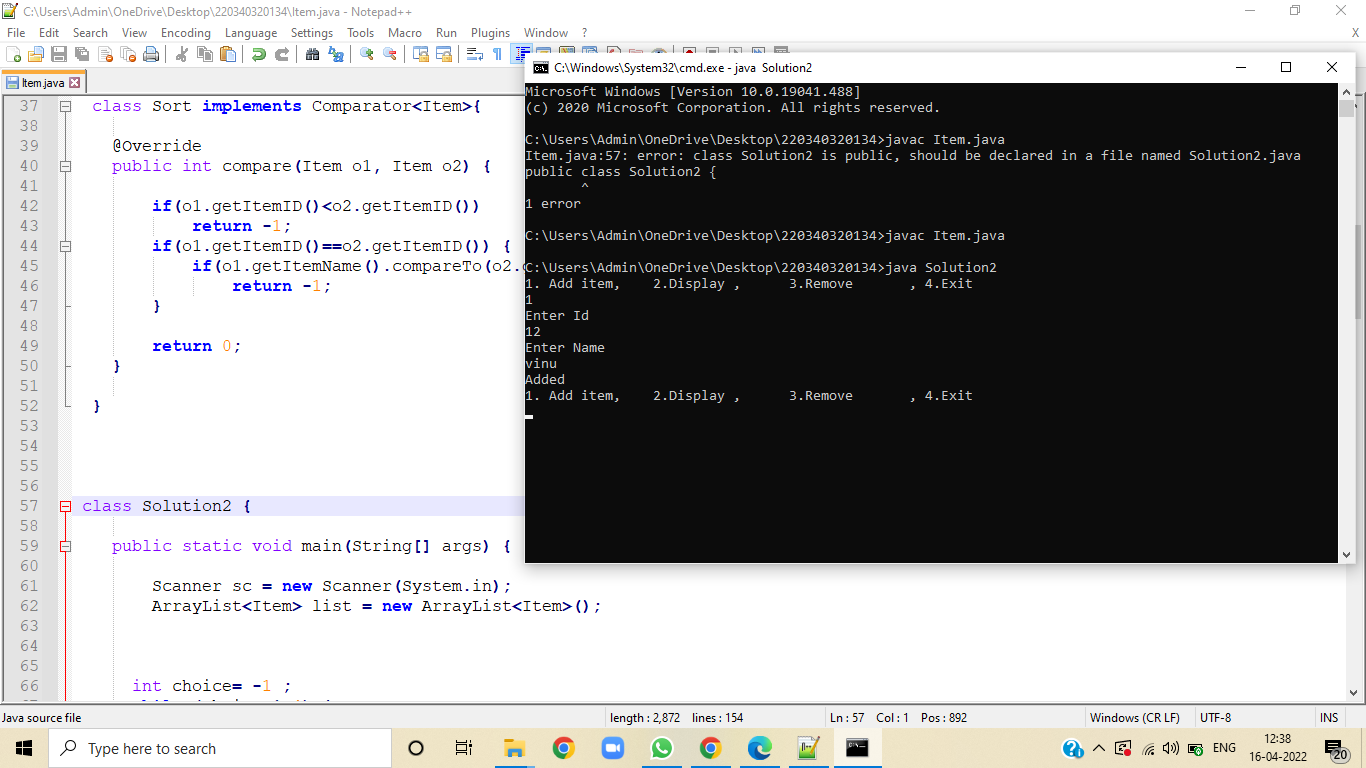 C:\Users\Admin\OneDrive\Desktop\220340320134\Item.java - Notepad++
File Edit Search View Encoding Language Settings Tools Macro Run Plugins Window ? X
Item.java
37 class Sort implements Comparator<Item>{
38
39 @Override
40 public int compare(Item o1, Item o2) {
41
42 if(o1.getItemID()<o2.getItemID())
43 return -1;
44 if(o1.getItemID()==o2.getItemID()) {
45 if(o1.getItemName().compareTo(o2.
46 return -1;
47 }
48
49 return 0;
50 }
51
52 }
53
54
55
56
57 class Solution2 {
58
59 public static void main(String[] args) {
60
61 Scanner sc = new Scanner(System.in);
62 ArrayList<Item> list = new ArrayList<Item>();
63
64
65
66 int choice= -1 ;
C:\Windows\System32\cmd.exe - java Solution2
Microsoft Windows [Version 10.0.19041.488]
(c) 2020 Microsoft Corporation. All rights reserved.
C:\Users\Admin\OneDrive\Desktop\220340320134>javac Item.java
Item.java:57: error: class Solution2 is public, should be declared in a file named Solution2.java
public class Solution2 {
^
1 error
C:\Users\Admin\OneDrive\Desktop\220340320134>javac Item.java
C:\Users\Admin\OneDrive\Desktop\220340320134>java Solution2
1. Add item, 2.Display , 3.Remove , 4.Exit
1
Enter Id
12
Enter Name
vinu
Added
1. Add item, 2.Display , 3.Remove , 4.Exit
Java source file length : 2,872 lines : 154 Ln : 57 Col : 1 Pos : 892 Windows (CR LF) UTF-8 INS
Type here to search
ENG 12:38
16-04-2022
20